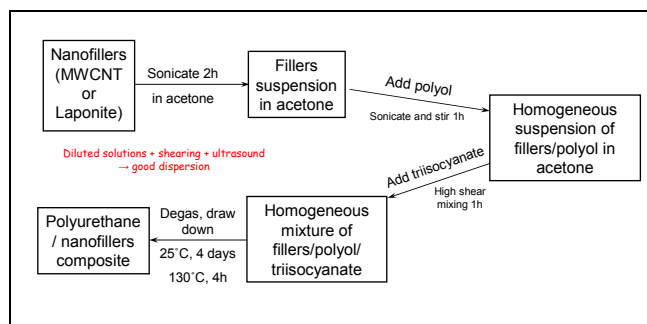 Nanofillers
(MWCNT
or
Laponite)
Sonicate 2h
in acetone
Fillers
suspension
in acetone
Add polyol
Sonicate and stir 1h
Homogeneous
suspension of
fillers/polyol in
acetone
Diluted solutions + shearing + ultrasound
→ good dispersion
Add triisocyanate
High shear
mixing 1h
Homogeneous
mixture of
fillers/polyol/
triisocyanate
Degas, draw
down
25˚C, 4 days
130˚C, 4h
Polyurethane
/ nanofillers
composite